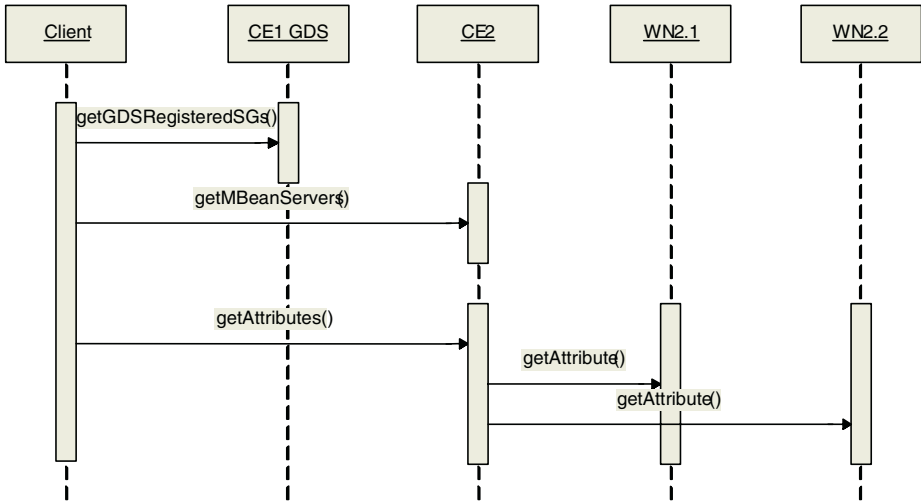 Client
CE1 GDS
CE2
WN2.1
WN2.2
getGDSRegisteredSGs()
getMBeanServers()
getAttributes()
getAttribute()
getAttribute()